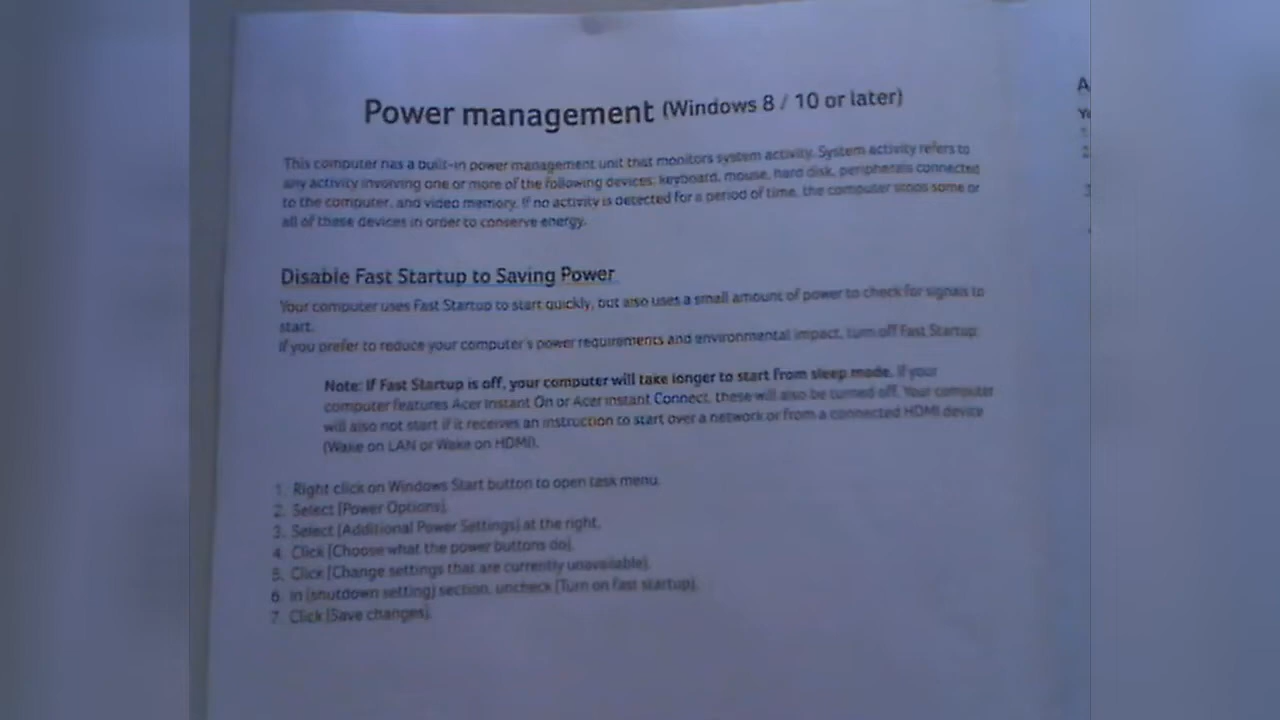 Power management (Windows 8 / 10 or later)
This computer has a built-in power management unit that monitors system activity. System activity refers to
any activity involving one or more of the following devices: keyboard, mouse, hard disk, peripherals connected
to the computer, and video memory. If no activity is detected for a period of time, the computer stops some or
all of these devices in order to conserve energy.
Disable Fast Startup to Saving Power
Your computer uses Fast Startup to start quickly, but also uses a small amount of power to check for signals to
start.
If you prefer to reduce your computer's power requirements and environmental impact, turn off Fast Startup.
Note: If Fast Startup is off, your computer will take longer to start from sleep mode. If your
computer features Acer Instant On or Acer Instant Connect, these will also be turned off. Your computer
will also not start if it receives an instruction to start over a network or from a connected HDMI device
(Wake on LAN or Wake on HDMI).
1. Right click on Windows Start button to open task menu.
2. Select [Power Options].
3. Select [Additional Power Settings] at the right.
4. Click [Choose what the power buttons do].
5. Click [Change settings that are currently unavailable].
6. In [shutdown setting] section, uncheck [Turn on fast startup].
7. Click [Save changes].